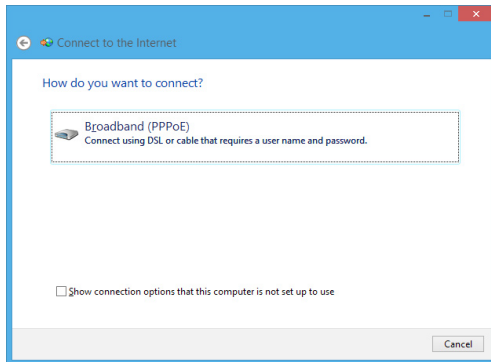 Connect to the Internet
How do you want to connect?
Broadband (PPPoE)
Connect using DSL or cable that requires a user name and password.
Show connection options that this computer is not set up to use
Cancel